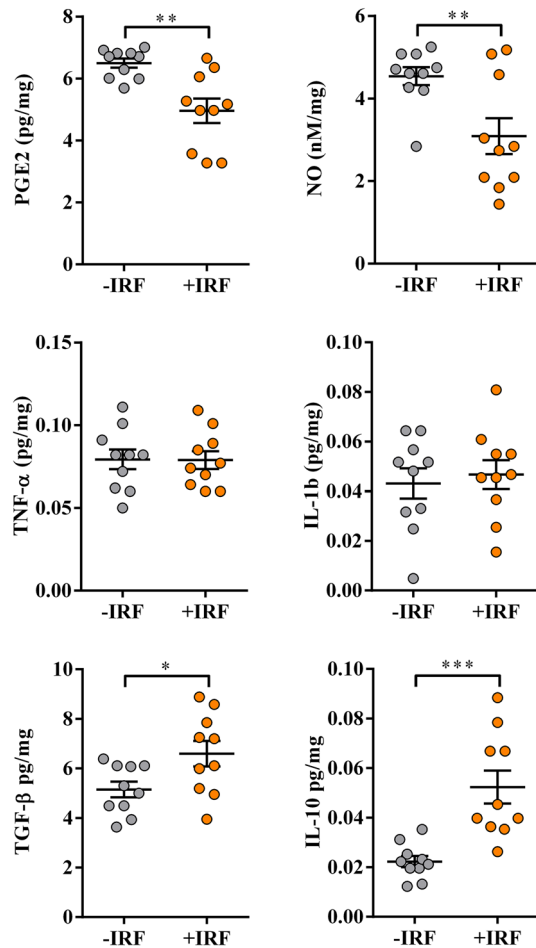 **
PGE2 (pg/mg)
6
8
4
2
0
-IRF
+IRF
**
NO (nM/mg)
6
4
2
0
-IRF
+IRF
TNF-α (pg/mg)
0.15
0.10
0.05
0.00
-IRF
+IRF
IL-1b (pg/mg)
0.10
0.08
0.06
0.04
0.02
0.00
-IRF
+IRF
*
TGF-β pg/mg
10
8
6
4
2
0
-IRF
+IRF
***
IL-10 pg/mg
0.10
0.08
0.06
0.04
0.02
0.00
-IRF
+IRF